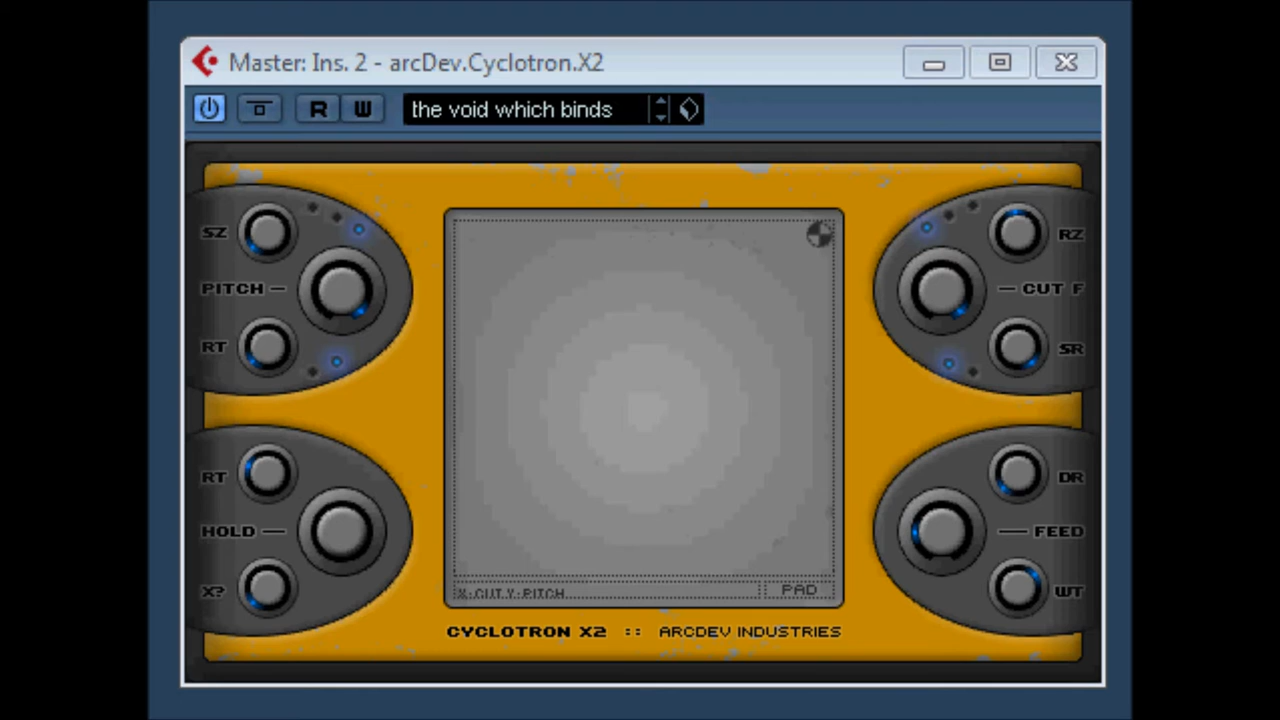 Master: Ins. 2 - arcDev.Cyclotron.X2
R W the void which binds
SZ
PITCH
RT
RZ
CUT F
SR
RT
HOLD
X?
DR
FEED
WT
X:CUT Y:PITCH PAD
CYCLOTRON X2 :: ARCDEV INDUSTRIES